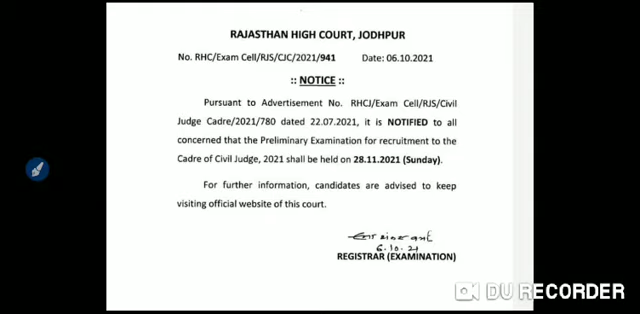 RAJASTHAN HIGH COURT, JODHPUR
No. RHC/Exam Cell/RJS/CJC/2021/941 Date: 06.10.2021
:: NOTICE ::
Pursuant to Advertisement No. RHCJ/Exam Cell/RJS/Civil
Judge Cadre/2021/780 dated 22.07.2021, it is NOTIFIED to all
concerned that the Preliminary Examination for recruitment to the
Cadre of Civil Judge, 2021 shall be held on 28.11.2021 (Sunday).
For further information, candidates are advised to keep
visiting official website of this court.
6.10.21
REGISTRAR (EXAMINATION)
DU RECORDER